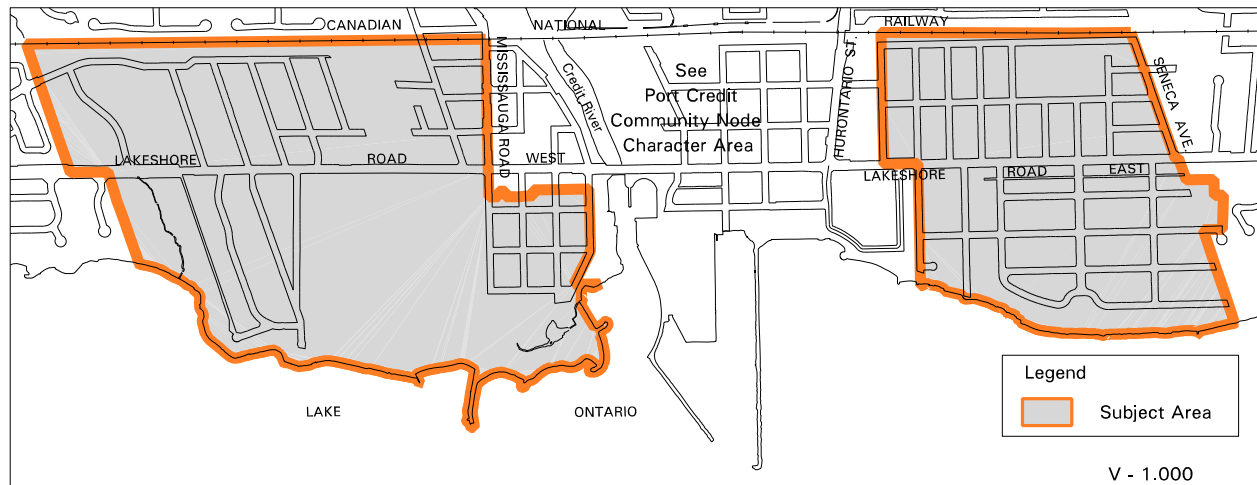 CANADIAN NATIONAL RAILWAY
MISSISSAUGA ROAD
Credit River
See
Port Credit
Community Node
Character Area
HURONTARIO ST.
SENECA AVE.
LAKESHORE ROAD WEST
LAKESHORE ROAD EAST
LAKE ONTARIO
Legend
Subject Area
V - 1.000